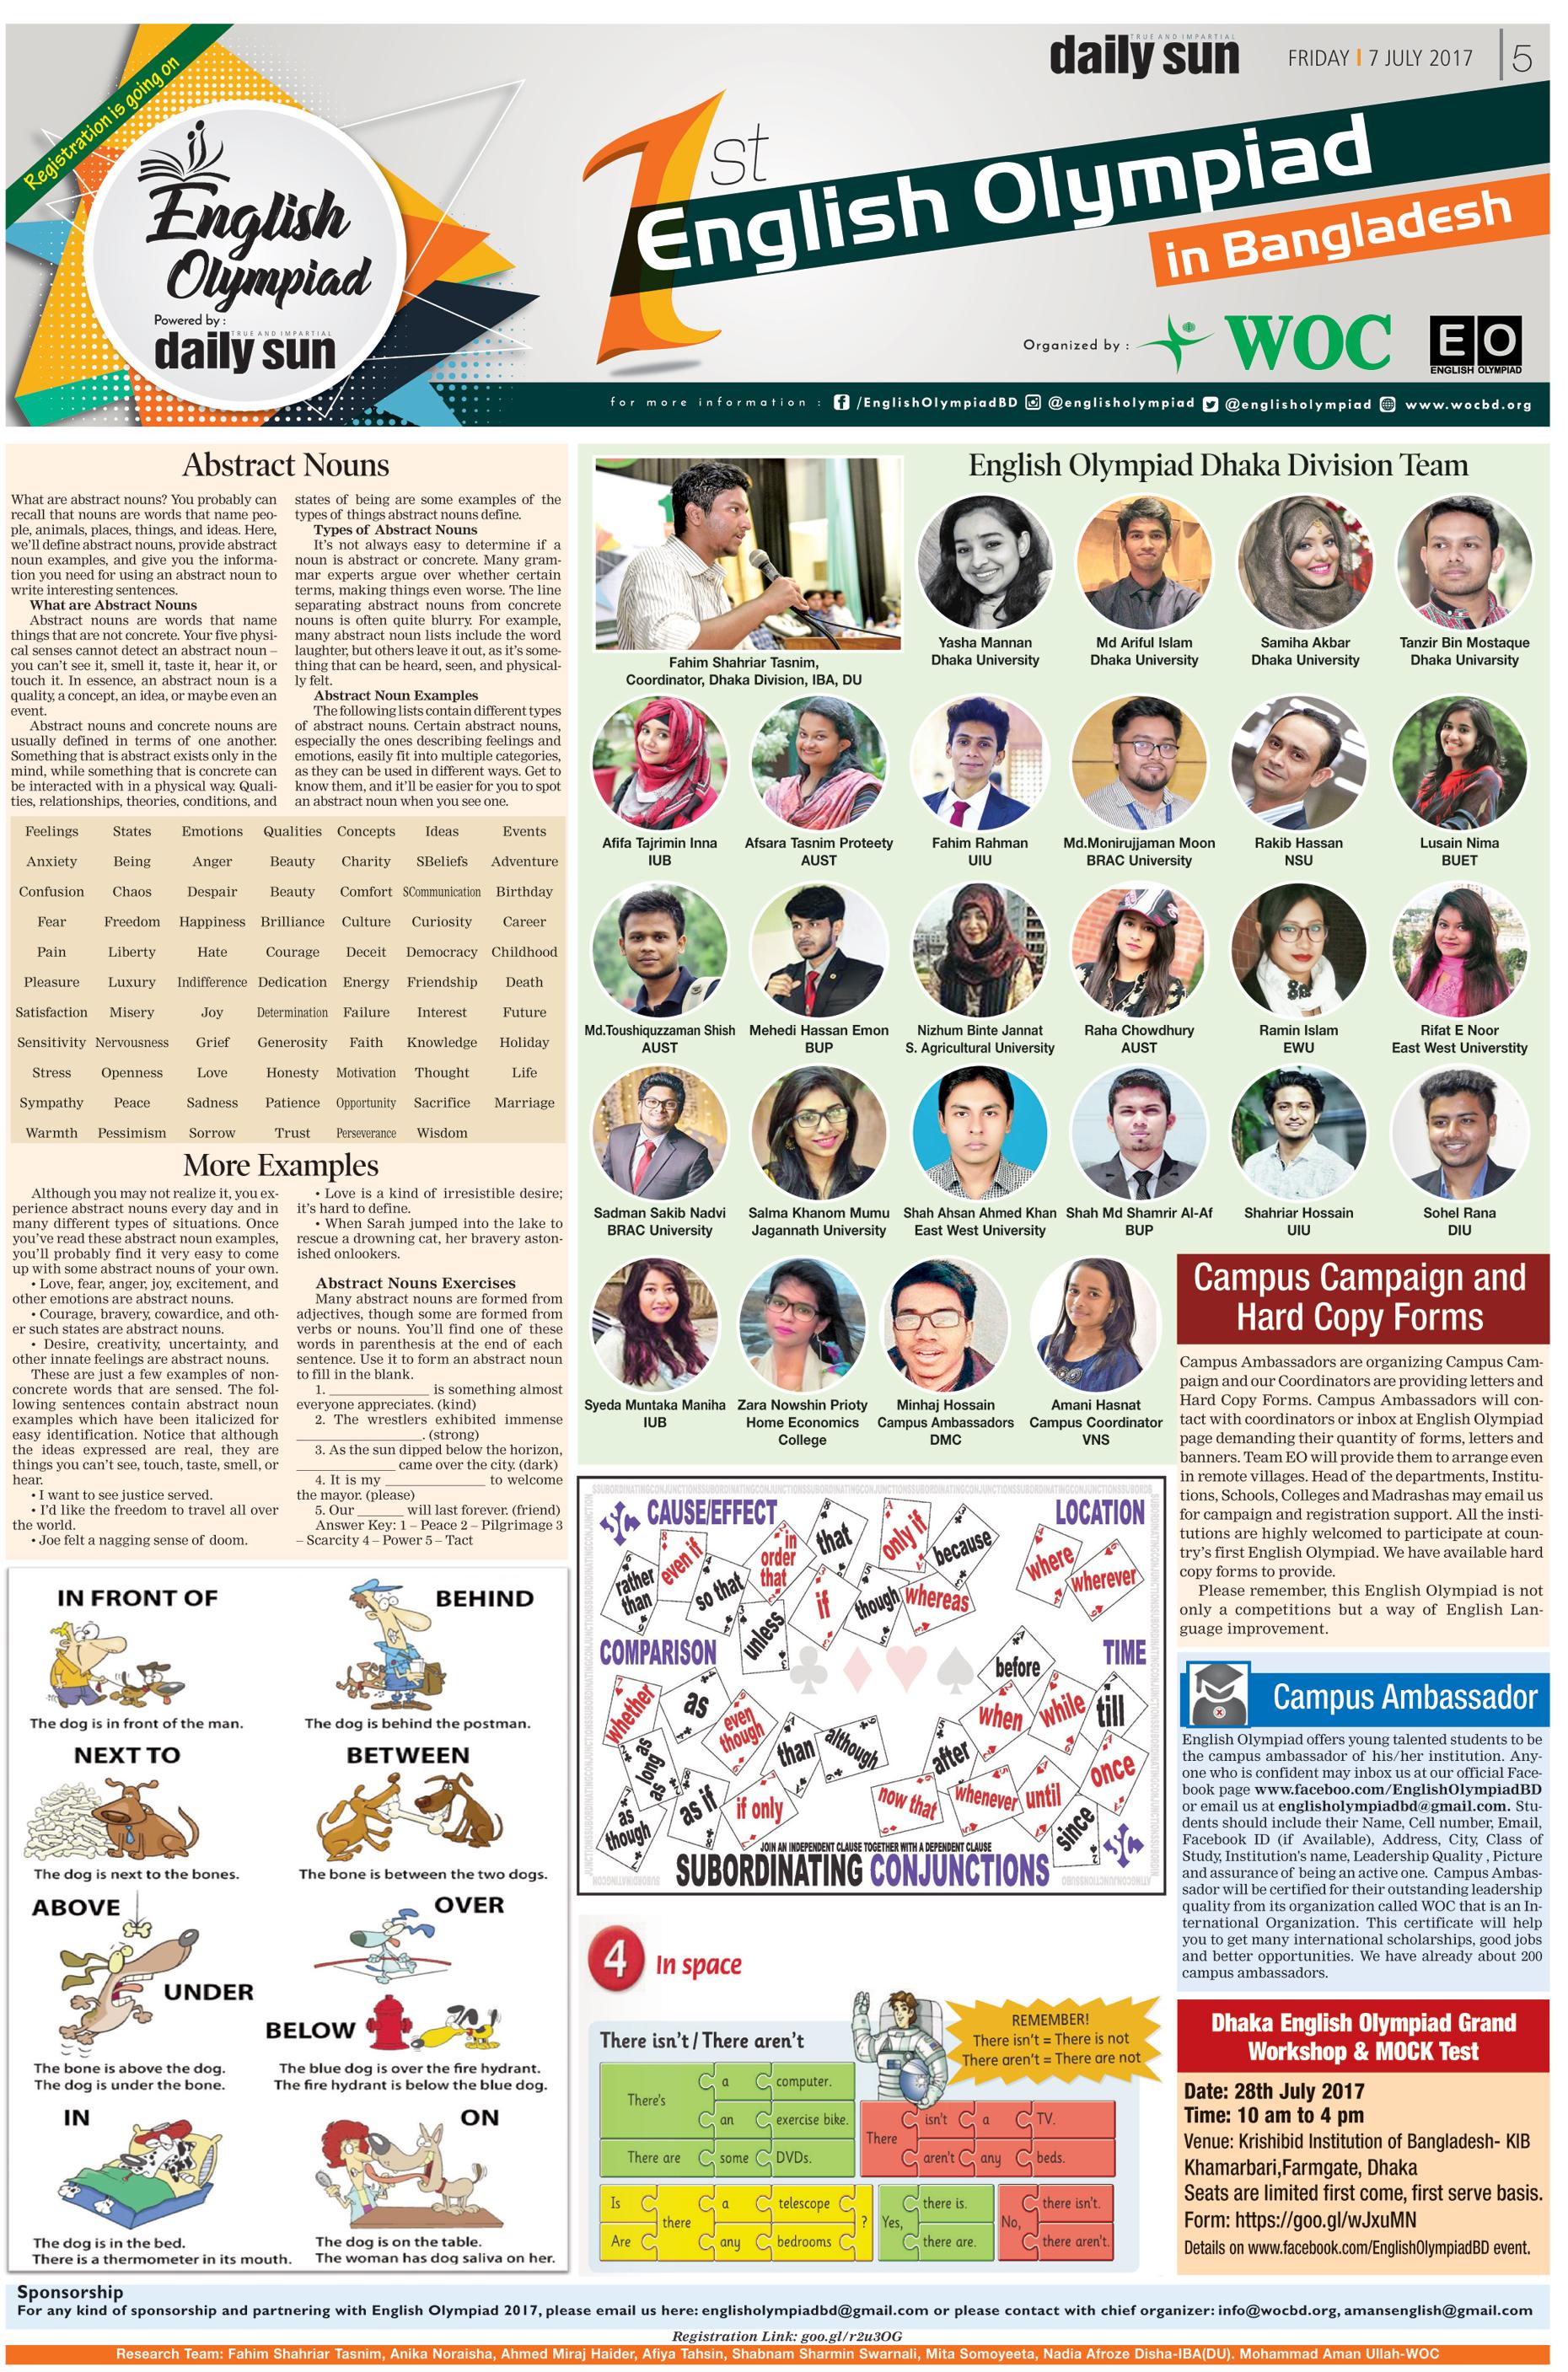 TRUE AND IMPARTIAL
daily sun
FRIDAY | 7 JULY 2017 | 5
Registration is going on
English
Olympiad
Powered by :
TRUE AND IMPARTIAL
daily sun
1st
English Olympiad
in Bangladesh
Organized by :
WOC
EO
ENGLISH OLYMPIAD
for more information : /EnglishOlympiadBD @englisholympiad @englisholympiad www.wocbd.org
Abstract Nouns
What are abstract nouns? You probably can
recall that nouns are words that name peo-
ple, animals, places, things, and ideas. Here,
we'll define abstract nouns, provide abstract
noun examples, and give you the informa-
tion you need for using an abstract noun to
write interesting sentences.
What are Abstract Nouns
Abstract nouns are words that name
things that are not concrete. Your five physi-
cal senses cannot detect an abstract noun –
you can't see it, smell it, taste it, hear it, or
touch it. In essence, an abstract noun is a
quality, a concept, an idea, or maybe even an
event.
Abstract nouns and concrete nouns are
usually defined in terms of one another.
Something that is abstract exists only in the
mind, while something that is concrete can
be interacted with in a physical way. Quali-
ties, relationships, theories, conditions, and
states of being are some examples of the
types of things abstract nouns define.
Types of Abstract Nouns
It's not always easy to determine if a
noun is abstract or concrete. Many gram-
mar experts argue over whether certain
terms, making things even worse. The line
separating abstract nouns from concrete
nouns is often quite blurry. For example,
many abstract noun lists include the word
laughter, but others leave it out, as it's some-
thing that can be heard, seen, and physical-
ly felt.
Abstract Noun Examples
The following lists contain different types
of abstract nouns. Certain abstract nouns,
especially the ones describing feelings and
emotions, easily fit into multiple categories,
as they can be used in different ways. Get to
know them, and it'll be easier for you to spot
an abstract noun when you see one.
Feelings States Emotions Qualities Concepts Ideas Events
Anxiety Being Anger Beauty Charity SBeliefs Adventure
Confusion Chaos Despair Beauty Comfort SCommunication Birthday
Fear Freedom Happiness Brilliance Culture Curiosity Career
Pain Liberty Hate Courage Deceit Democracy Childhood
Pleasure Luxury Indifference Dedication Energy Friendship Death
Satisfaction Misery Joy Determination Failure Interest Future
Sensitivity Nervousness Grief Generosity Faith Knowledge Holiday
Stress Openness Love Honesty Motivation Thought Life
Sympathy Peace Sadness Patience Opportunity Sacrifice Marriage
Warmth Pessimism Sorrow Trust Perseverance Wisdom
More Examples
Although you may not realize it, you ex-
perience abstract nouns every day and in
many different types of situations. Once
you've read these abstract noun examples,
you'll probably find it very easy to come
up with some abstract nouns of your own.
• Love, fear, anger, joy, excitement, and
other emotions are abstract nouns.
• Courage, bravery, cowardice, and oth-
er such states are abstract nouns.
• Desire, creativity, uncertainty, and
other innate feelings are abstract nouns.
These are just a few examples of non-
concrete words that are sensed. The fol-
lowing sentences contain abstract noun
examples which have been italicized for
easy identification. Notice that although
the ideas expressed are real, they are
things you can't see, touch, taste, smell, or
hear.
• I want to see justice served.
• I'd like the freedom to travel all over
the world.
• Joe felt a nagging sense of doom.
• Love is a kind of irresistible desire;
it's hard to define.
• When Sarah jumped into the lake to
rescue a drowning cat, her bravery aston-
ished onlookers.
Abstract Nouns Exercises
Many abstract nouns are formed from
adjectives, though some are formed from
verbs or nouns. You'll find one of these
words in parenthesis at the end of each
sentence. Use it to form an abstract noun
to fill in the blank.
1. ______________ is something almost
everyone appreciates. (kind)
2. The wrestlers exhibited immense
__________________. (strong)
3. As the sun dipped below the horizon,
______________ came over the city. (dark)
4. It is my ______________ to welcome
the mayor. (please)
5. Our ______ will last forever. (friend)
Answer Key: 1 – Peace 2 – Pilgrimage 3
– Scarcity 4 – Power 5 – Tact
English Olympiad Dhaka Division Team
Fahim Shahriar Tasnim,
Coordinator, Dhaka Division, IBA, DU
Yasha Mannan
Dhaka University
Md Ariful Islam
Dhaka University
Samiha Akbar
Dhaka University
Tanzir Bin Mostaque
Dhaka Univarsity
Afifa Tajrimin Inna
IUB
Afsara Tasnim Proteety
AUST
Fahim Rahman
UIU
Md.Monirujjaman Moon
BRAC University
Rakib Hassan
NSU
Lusain Nima
BUET
Md.Toushiquzzaman Shish
AUST
Mehedi Hassan Emon
BUP
Nizhum Binte Jannat
S. Agricultural University
Raha Chowdhury
AUST
Ramin Islam
EWU
Rifat E Noor
East West Universtity
Sadman Sakib Nadvi
BRAC University
Salma Khanom Mumu
Jagannath University
Shah Ahsan Ahmed Khan
East West University
Shah Md Shamrir Al-Af
BUP
Shahriar Hossain
UIU
Sohel Rana
DIU
Syeda Muntaka Maniha
IUB
Zara Nowshin Prioty
Home Economics
College
Minhaj Hossain
Campus Ambassadors
DMC
Amani Hasnat
Campus Coordinator
VNS
Campus Campaign and
Hard Copy Forms
Campus Ambassadors are organizing Campus Cam-
paign and our Coordinators are providing letters and
Hard Copy Forms. Campus Ambassadors will con-
tact with coordinators or inbox at English Olympiad
page demanding their quantity of forms, letters and
banners. Team EO will provide them to arrange even
in remote villages. Head of the departments, Institu-
tions, Schools, Colleges and Madrashas may email us
for campaign and registration support. All the insti-
tutions are highly welcomed to participate at coun-
try's first English Olympiad. We have available hard
copy forms to provide.
Please remember, this English Olympiad is not
only a competitions but a way of English Lan-
guage improvement.
Campus Ambassador
English Olympiad offers young talented students to be
the campus ambassador of his/her institution. Any-
one who is confident may inbox us at our official Face-
book page www.faceboo.com/EnglishOlympiadBD
or email us at englisholympiadbd@gmail.com. Stu-
dents should include their Name, Cell number, Email,
Facebook ID (if Available), Address, City, Class of
Study, Institution's name, Leadership Quality , Picture
and assurance of being an active one. Campus Ambas-
sador will be certified for their outstanding leadership
quality from its organization called WOC that is an In-
ternational Organization. This certificate will help
you to get many international scholarships, good jobs
and better opportunities. We have already about 200
campus ambassadors.
Dhaka English Olympiad Grand
Workshop & MOCK Test
Date: 28th July 2017
Time: 10 am to 4 pm
Venue: Krishibid Institution of Bangladesh- KIB
Khamarbari,Farmgate, Dhaka
Seats are limited first come, first serve basis.
Form: https://goo.gl/wJxuMN
Details on www.facebook.com/EnglishOlympiadBD event.
IN FRONT OF
The dog is in front of the man.
BEHIND
The dog is behind the postman.
NEXT TO
The dog is next to the bones.
BETWEEN
The bone is between the two dogs.
ABOVE
UNDER
The bone is above the dog.
The dog is under the bone.
OVER
BELOW
The blue dog is over the fire hydrant.
The fire hydrant is below the blue dog.
IN
The dog is in the bed.
There is a thermometer in its mouth.
ON
The dog is on the table.
The woman has dog saliva on her.
CAUSE/EFFECT
rather than
even if
so that
in order that
unless
that
if
only if
though
whereas
because
LOCATION
where
wherever
COMPARISON
whether
as
even though
as long as
than
although
as though
as if
if only
TIME
before
when
while
till
after
once
now that
whenever
until
since
JOIN AN INDEPENDENT CLAUSE TOGETHER WITH A DEPENDENT CLAUSE
SUBORDINATING CONJUNCTIONS
4 In space
There isn't / There aren't
REMEMBER!
There isn't = There is not
There aren't = There are not
There's a computer.
an exercise bike.
There are some DVDs.
There isn't a TV.
aren't any beds.
Is there a telescope ?
Are any bedrooms
Yes, there is.
there are.
No, there isn't.
there aren't.
Sponsorship
For any kind of sponsorship and partnering with English Olympiad 2017, please email us here: englisholympiadbd@gmail.com or please contact with chief organizer: info@wocbd.org, amansenglish@gmail.com
Registration Link: goo.gl/r2u3OG
Research Team: Fahim Shahriar Tasnim, Anika Noraisha, Ahmed Miraj Haider, Afiya Tahsin, Shabnam Sharmin Swarnali, Mita Somoyeeta, Nadia Afroze Disha-IBA(DU). Mohammad Aman Ullah-WOC